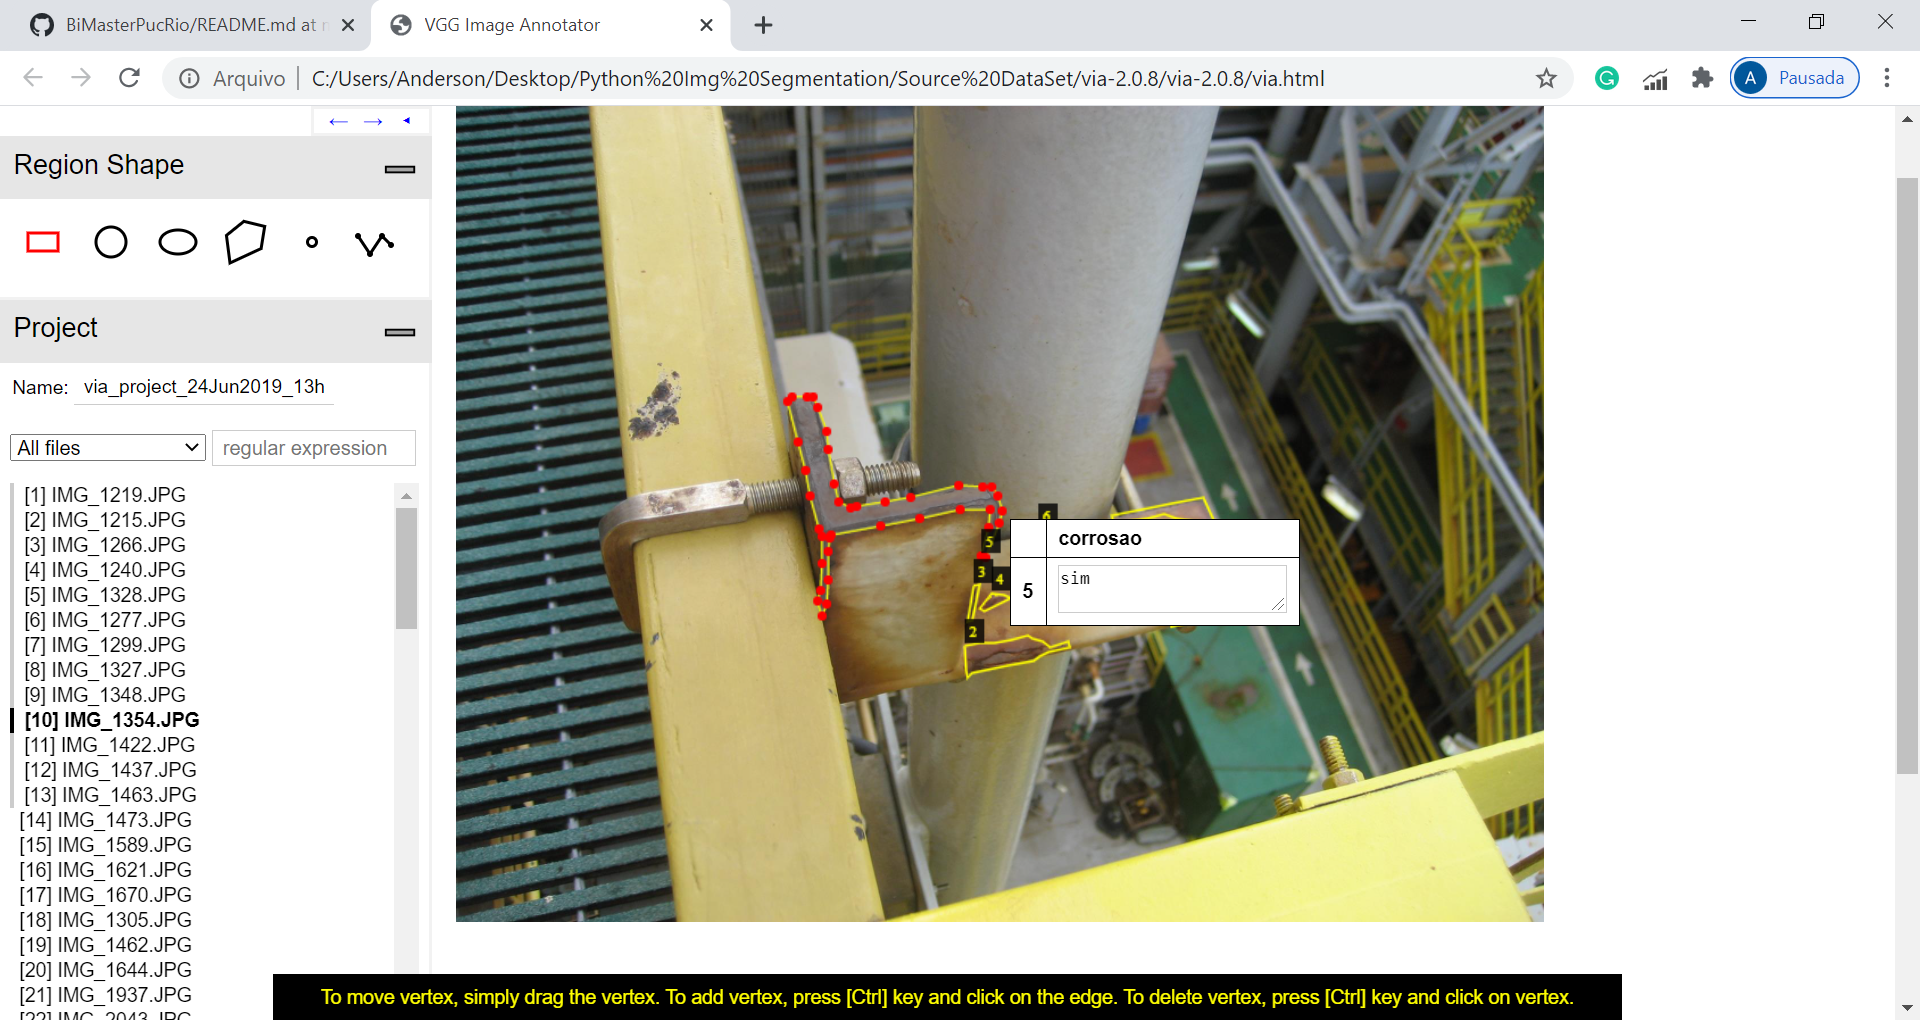 BiMasterPucRio/README.md at
VGG Image Annotator
Arquivo
C:/Users/Anderson/Desktop/Python%20Img%20Segmentation/Source%20DataSet/via-2.0.8/via-2.0.8/via.html
G
A
Pausada
Region Shape
Project
Name: via_project_24Jun2019_13h
All files
regular expression
[1] IMG_1219.JPG
[2] IMG_1215.JPG
[3] IMG_1266.JPG
[4] IMG_1240.JPG
[5] IMG_1328.JPG
[6] IMG_1277.JPG
[7] IMG_1299.JPG
[8] IMG_1327.JPG
[9] IMG_1348.JPG
[10] IMG_1354.JPG
[11] IMG_1422.JPG
[12] IMG_1437.JPG
[13] IMG_1463.JPG
[14] IMG_1473.JPG
[15] IMG_1589.JPG
[16] IMG_1621.JPG
[17] IMG_1670.JPG
[18] IMG_1305.JPG
[19] IMG_1462.JPG
[20] IMG_1644.JPG
[21] IMG_1937.JPG
[22] IMG_2043.JPG
6
5
3
4
2
corrosao
5
sim
To move vertex, simply drag the vertex. To add vertex, press [Ctrl] key and click on the edge. To delete vertex, press [Ctrl] key and click on vertex.